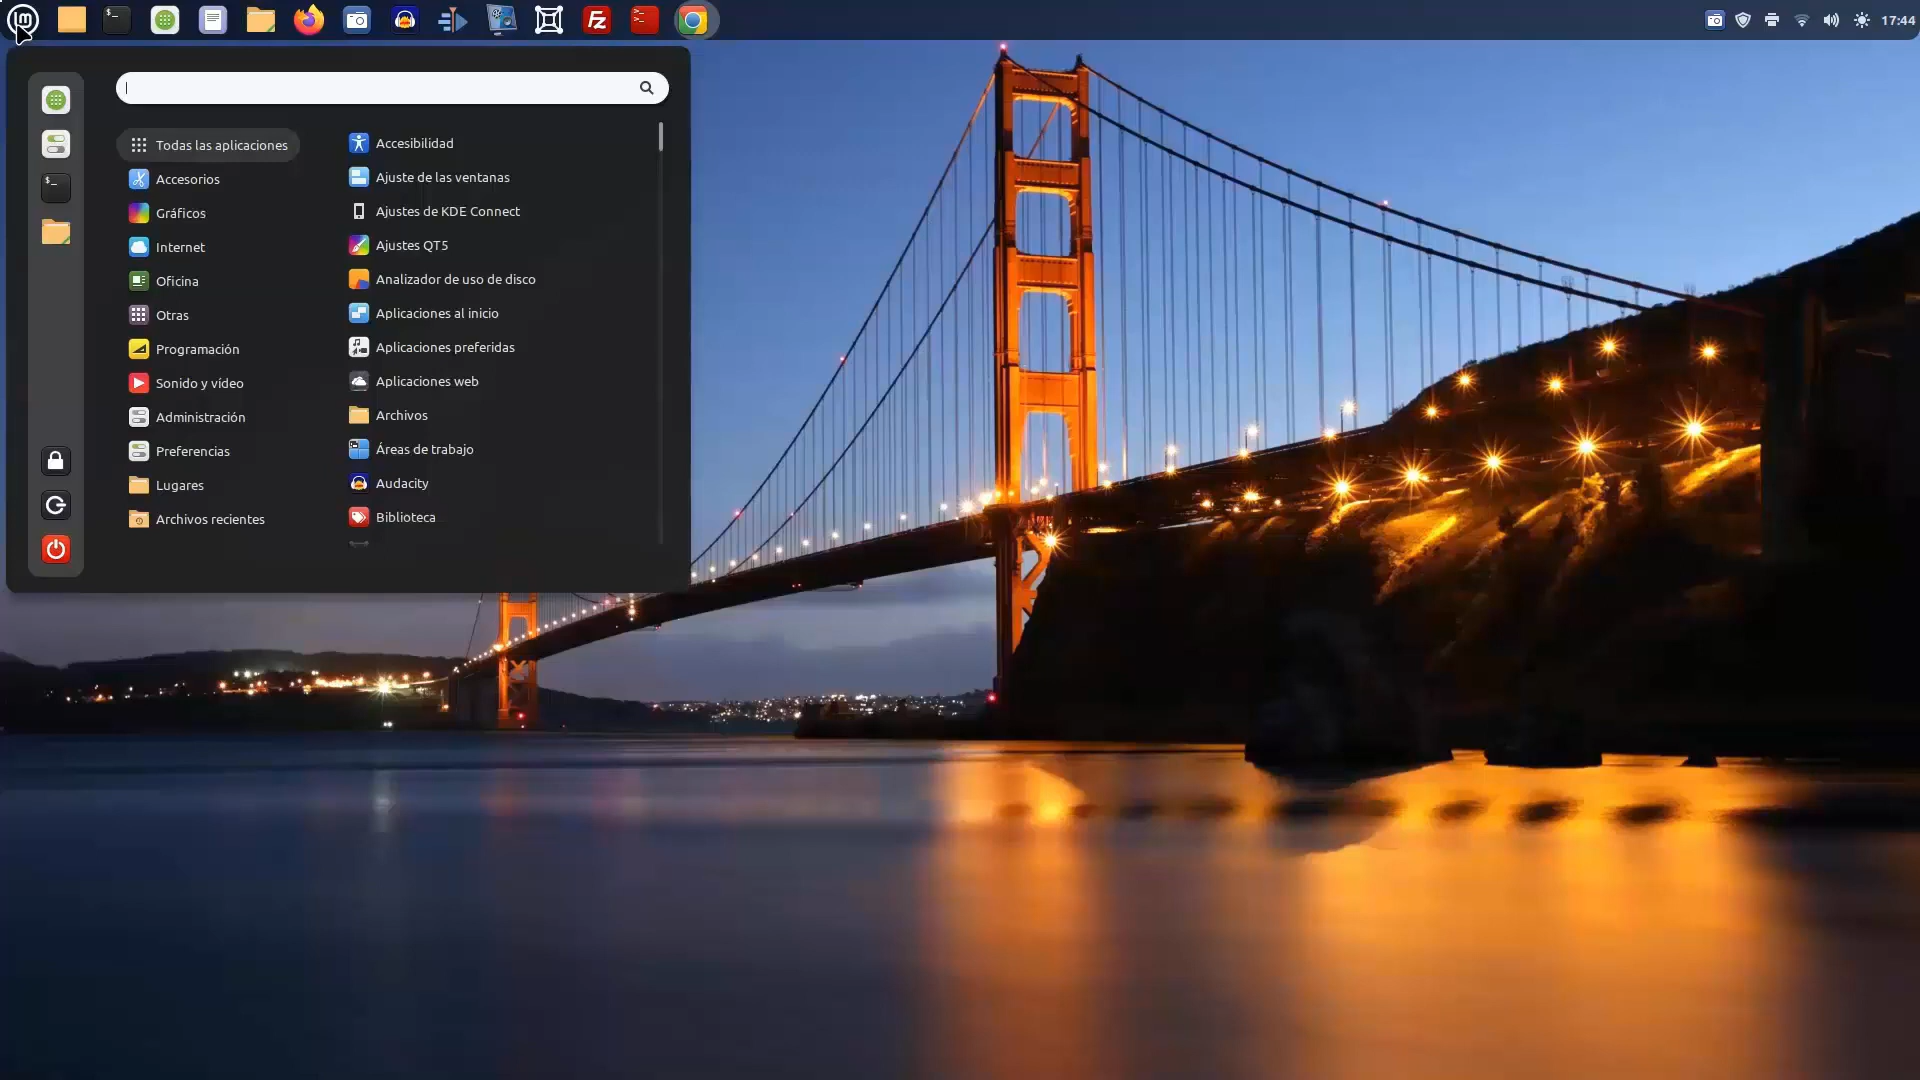 17:44
Todas las aplicaciones
Accesorios
Gráficos
Internet
Oficina
Otras
Programación
Sonido y vídeo
Administración
Preferencias
Lugares
Archivos recientes
Accesibilidad
Ajuste de las ventanas
Ajustes de KDE Connect
Ajustes QT5
Analizador de uso de disco
Aplicaciones al inicio
Aplicaciones preferidas
Aplicaciones web
Archivos
Áreas de trabajo
Audacity
Biblioteca